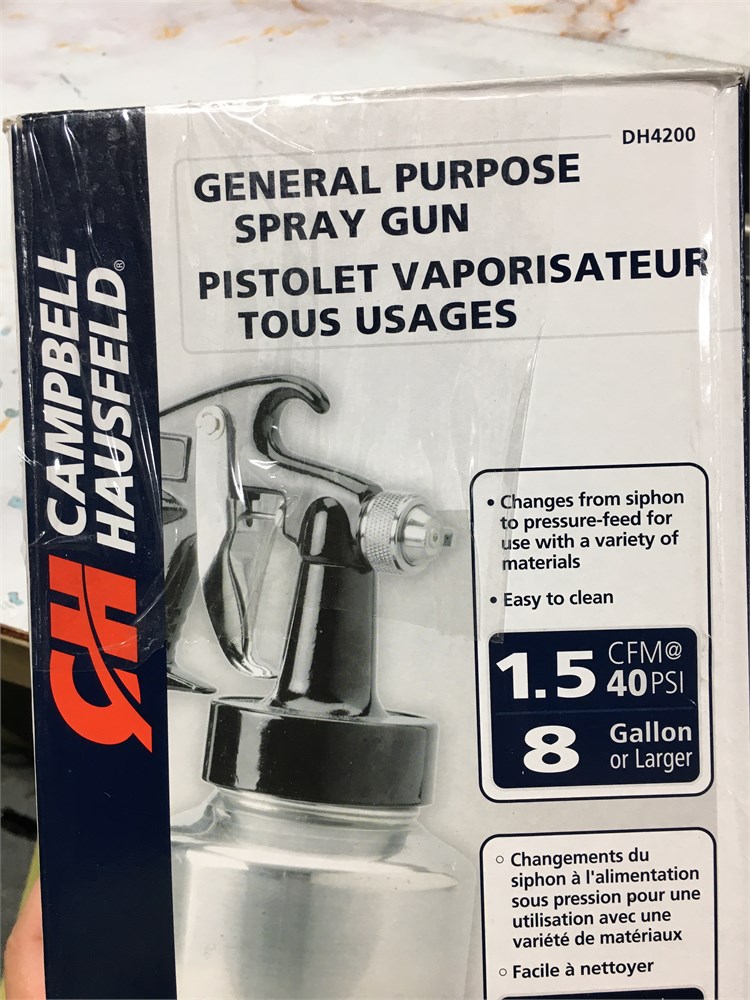 DH4200
GENERAL PURPOSE
SPRAY GUN
PISTOLET VAPORISATEUR
TOUS USAGES
CAMPBELL
HAUSFELD®
CH
• Changes from siphon
to pressure-feed for
use with a variety of
materials
• Easy to clean
1.5 CFM@
40 PSI
8 Gallon
or Larger
○ Changements du
siphon à l'alimentation
sous pression pour une
utilisation avec une
variété de matériaux
○ Facile à nettoyer